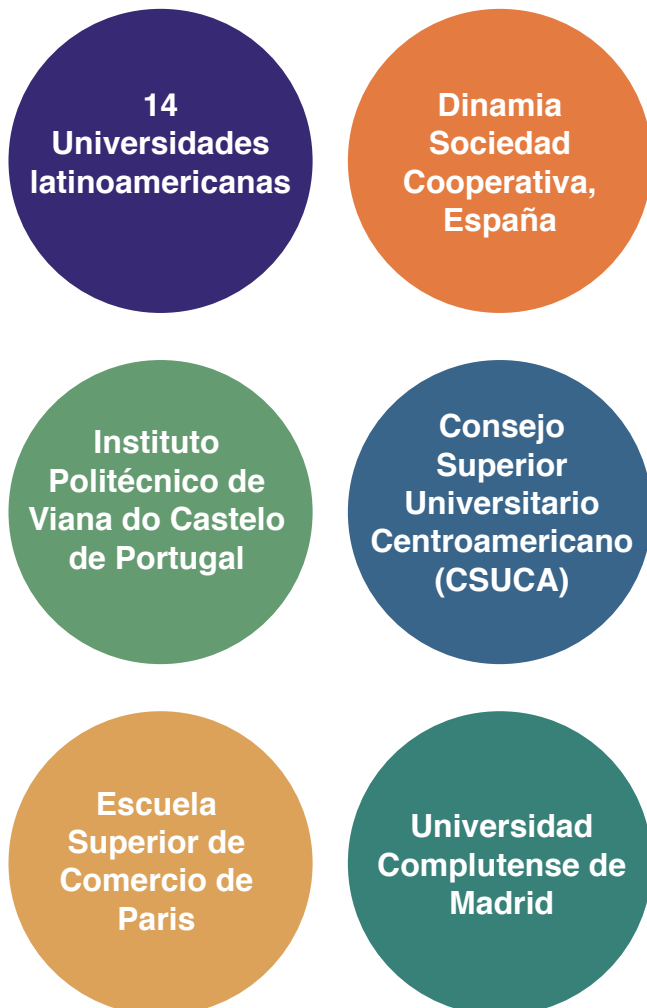 14
Universidades
latinoamericanas
Dinamia
Sociedad
Cooperativa,
España
Instituto
Politécnico de
Viana do Castelo
de Portugal
Consejo
Superior
Universitario
Centroamericano
(CSUCA)
Escuela
Superior de
Comercio de
Paris
Universidad
Complutense de
Madrid